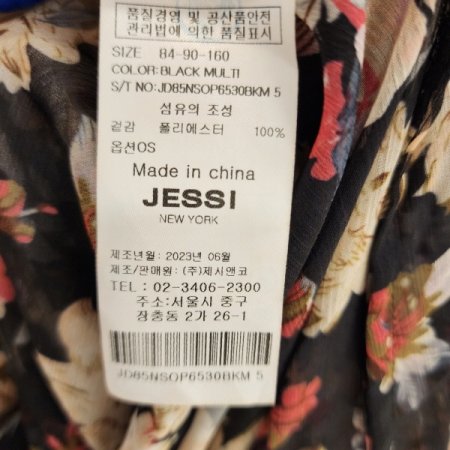 품질경영 및 공산품안전
관리법에 의한 품질표시
SIZE 84-90-160
COLOR:BLACK MULTI
S/T NO:JD85NSOP6530BKM 5
섬유의 조성
겉감 폴리에스터 100%
옵션OS
Made in china
JESSI
NEW YORK
제조년월 : 2023년 06월
제조/판매원 : (주)제시앤코
TEL : 02-3406-2300
주소:서울시 중구
장충동 2가 26-1
JD85NSOP6530BKM 5